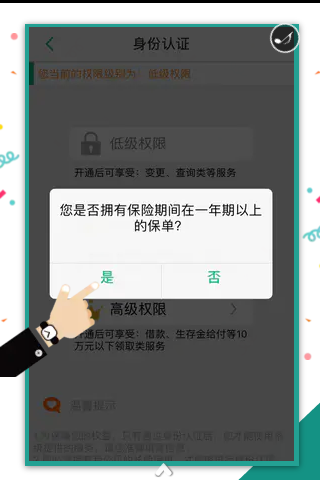 身份认证
您当前的权限级别为：低级权限
低级权限
开通后可享受：变更、查询类等服务
您是否拥有保险期间在一年期以上
的保单?
是
否
高级权限
开通后可享受：借款、生存金给付等10
万元以下领取类服务
温馨提示